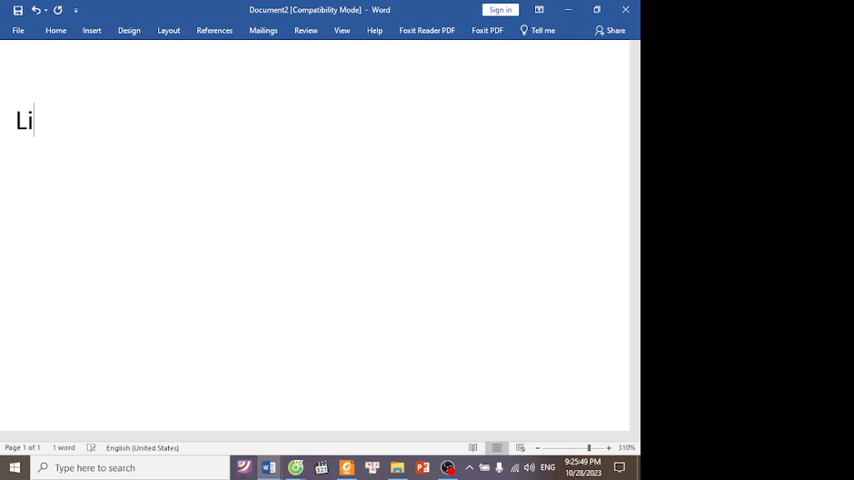 Document2 [Compatibility Mode] - Word
Sign in
File Home Insert Design Layout References Mailings Review View Help Foxit Reader PDF Foxit PDF Tell me Share
Li
Page 1 of 1 1 word English (United States) 310%
Type here to search
ENG
9:25:49 PM
10/28/2023